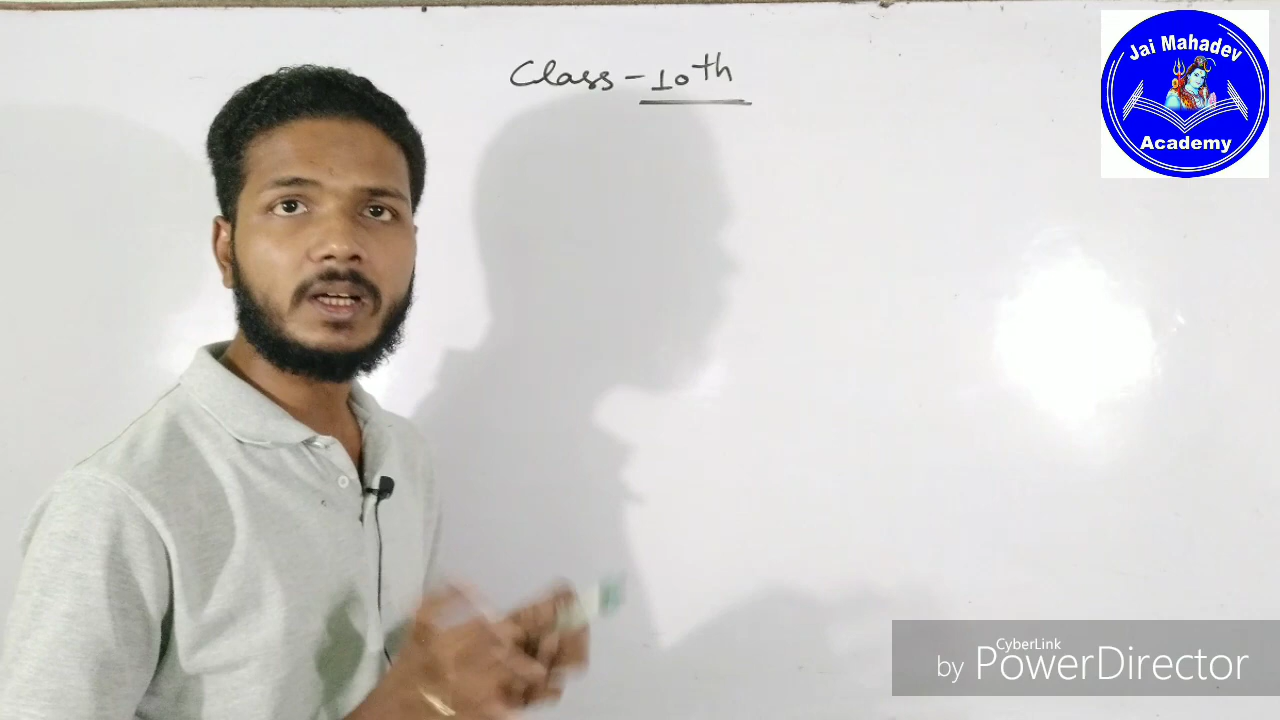 Class - 10th
Jai Mahadev
Academy
CyberLink
by PowerDirector